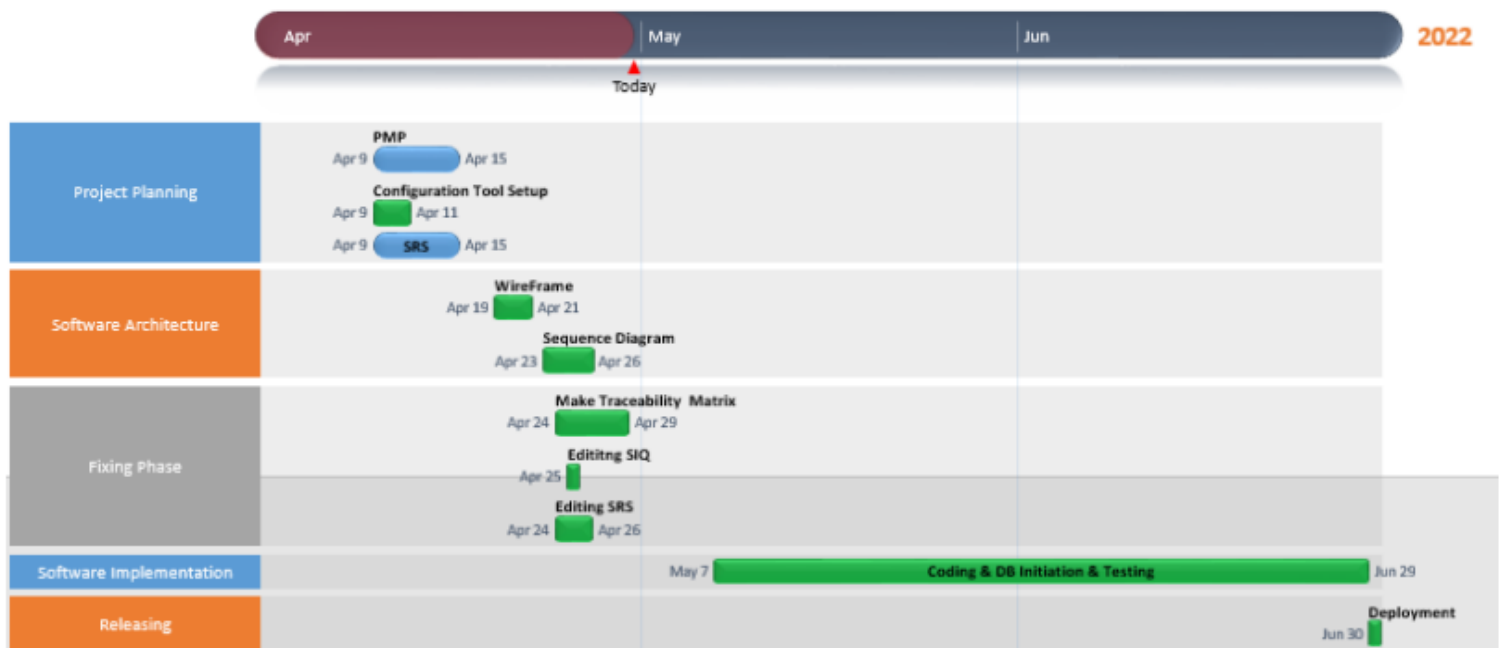 Apr May Jun 2022
Today
Project Planning
PMP
Apr 9 Apr 15
Configuration Tool Setup
Apr 9 Apr 11
Apr 9 SRS Apr 15
Software Architecture
WireFrame
Apr 19 Apr 21
Sequence Diagram
Apr 23 Apr 26
Fixing Phase
Make Traceability Matrix
Apr 24 Apr 29
Edititng SIQ
Apr 25
Editing SRS
Apr 24 Apr 26
Software Implementation
May 7 Coding & DB Initiation & Testing Jun 29
Releasing
Deployment
Jun 30